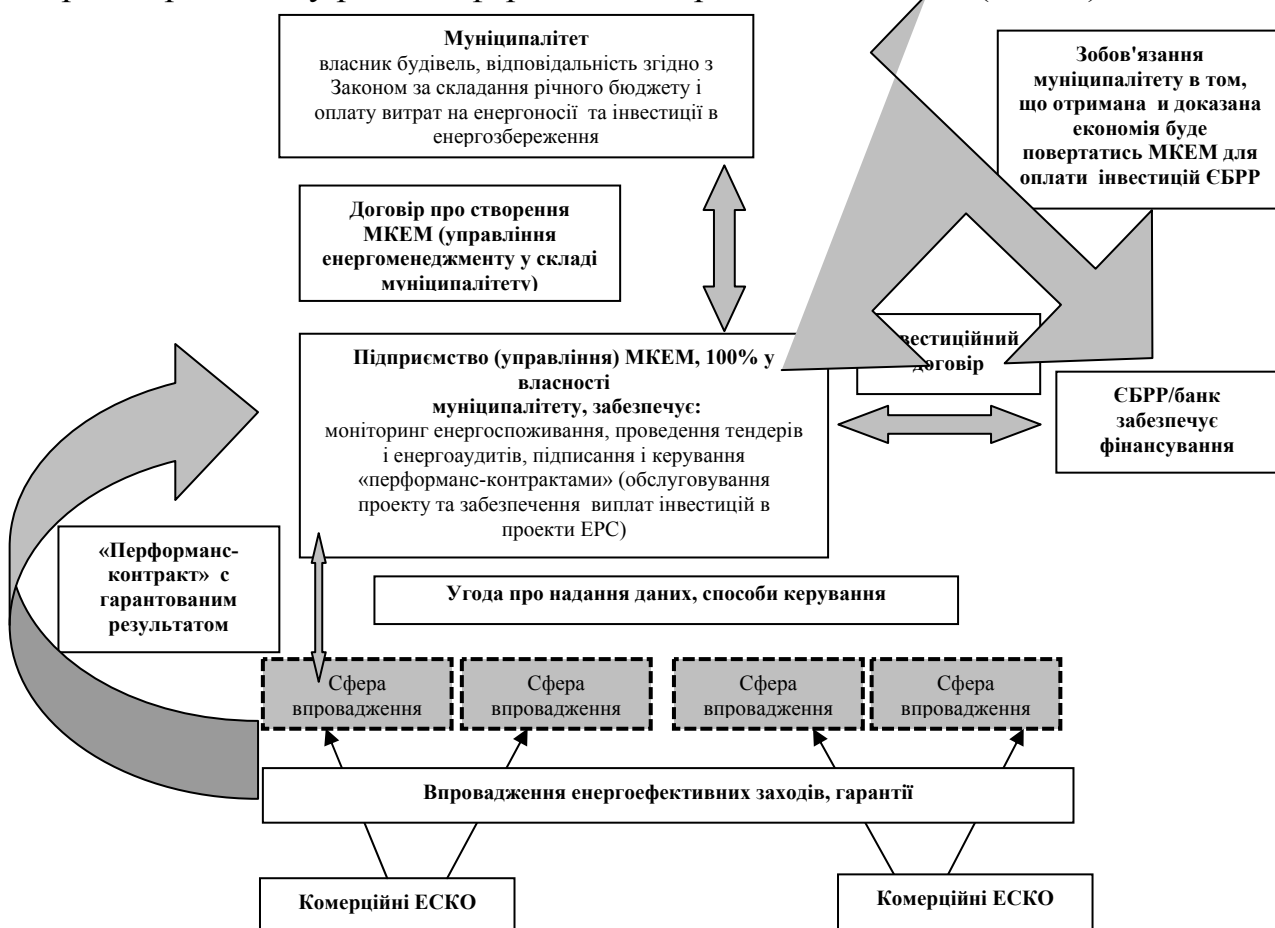 Муніципалітет
власник будівель, відповідальність згідно з
Законом за складання річного бюджету і
оплату витрат на енергоносії та інвестиції в
енергозбереження
Зобов'язання
муніципалітету в том,
що отримана и доказана
економія буде
повертатись МКЕМ для
оплати інвестицій ЄБРР
Договір про створення
МКЕМ (управління
енергоменеджменту у складі
муніципалітету)
Підприємство (управління) МКЕМ, 100% у
власності
муніципалітету, забезпечує:
моніторинг енергоспоживання, проведення тендерів
і енергоаудитів, підписання і керування
«перформанс-контрактами» (обслуговування
проекту та забезпечення виплат інвестицій в
проекти ЕРС)
вестиційний
договір
ЄБРР/банк
забезпечує
фінансування
«Перформанс-
контракт» с
гарантованим
результатом
Угода про надання даних, способи керування
Сфера
впровадження
Сфера
впровадження
Сфера
впровадження
Сфера
впровадження
Впровадження енергоефективних заходів, гарантії
Комерційні ЕСКО
Комерційні ЕСКО